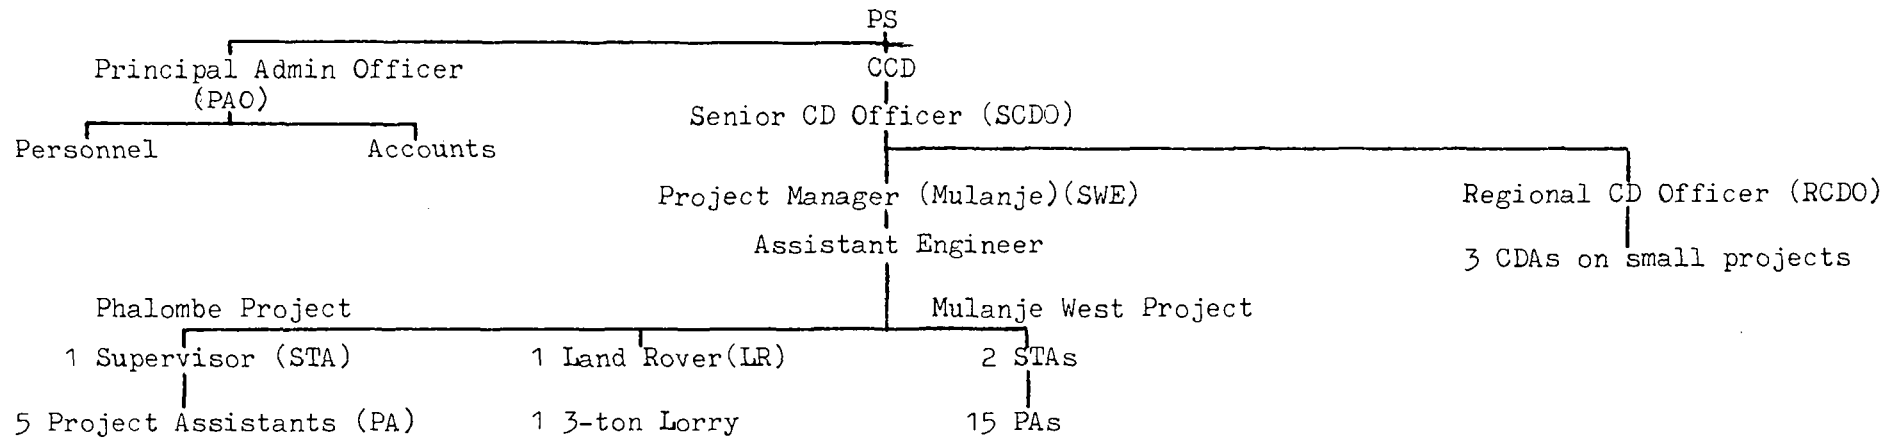 PS
Principal Admin Officer
CCD
(PAO)
Senior CD Officer (SCDO)
Personnel
Accounts
Project Manager (Mulanje)(SWE)
Regional CD Officer (RCDO)
Assistant Engineer
3 CDAs on small projects
Phalombe Project
Mulanje West Project
1 Supervisor (STA)
1 Land Rover(LR)
2 STAs
5 Project Assistants (PA)
1 3-ton Lorry
15 PAs